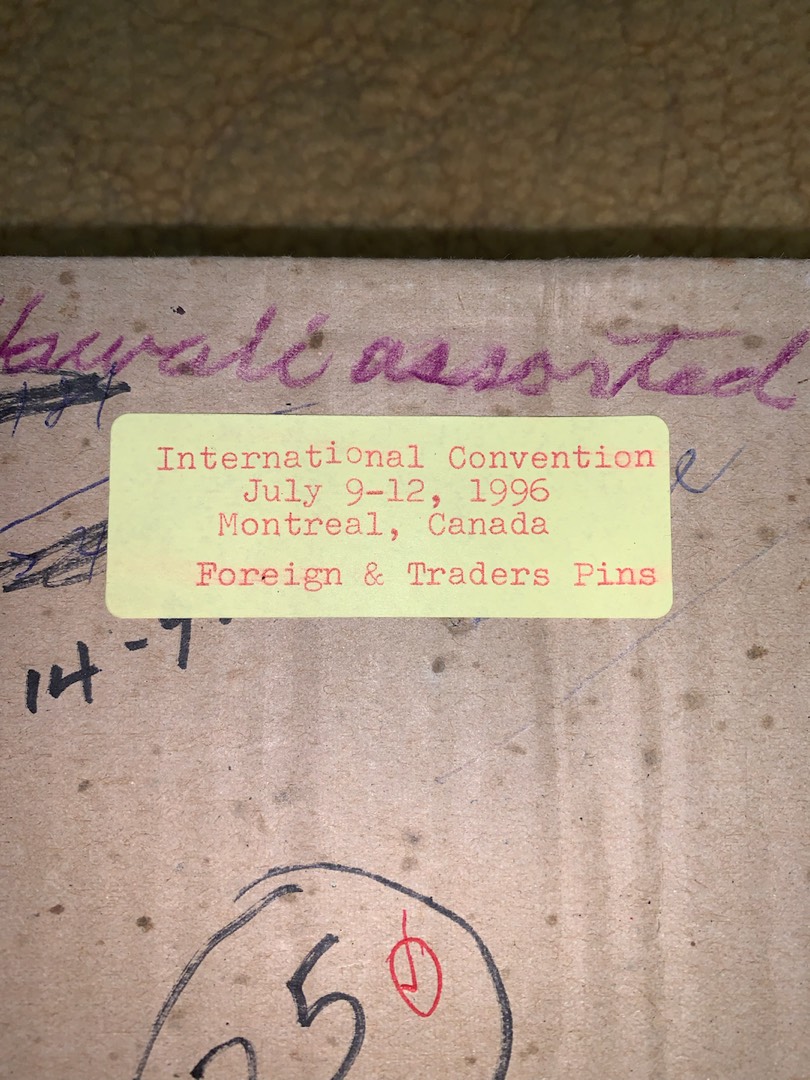 Hawaii assorted
International Convention
July 9-12, 1996
Montreal, Canada
Foreign & Traders Pins
14-9
25